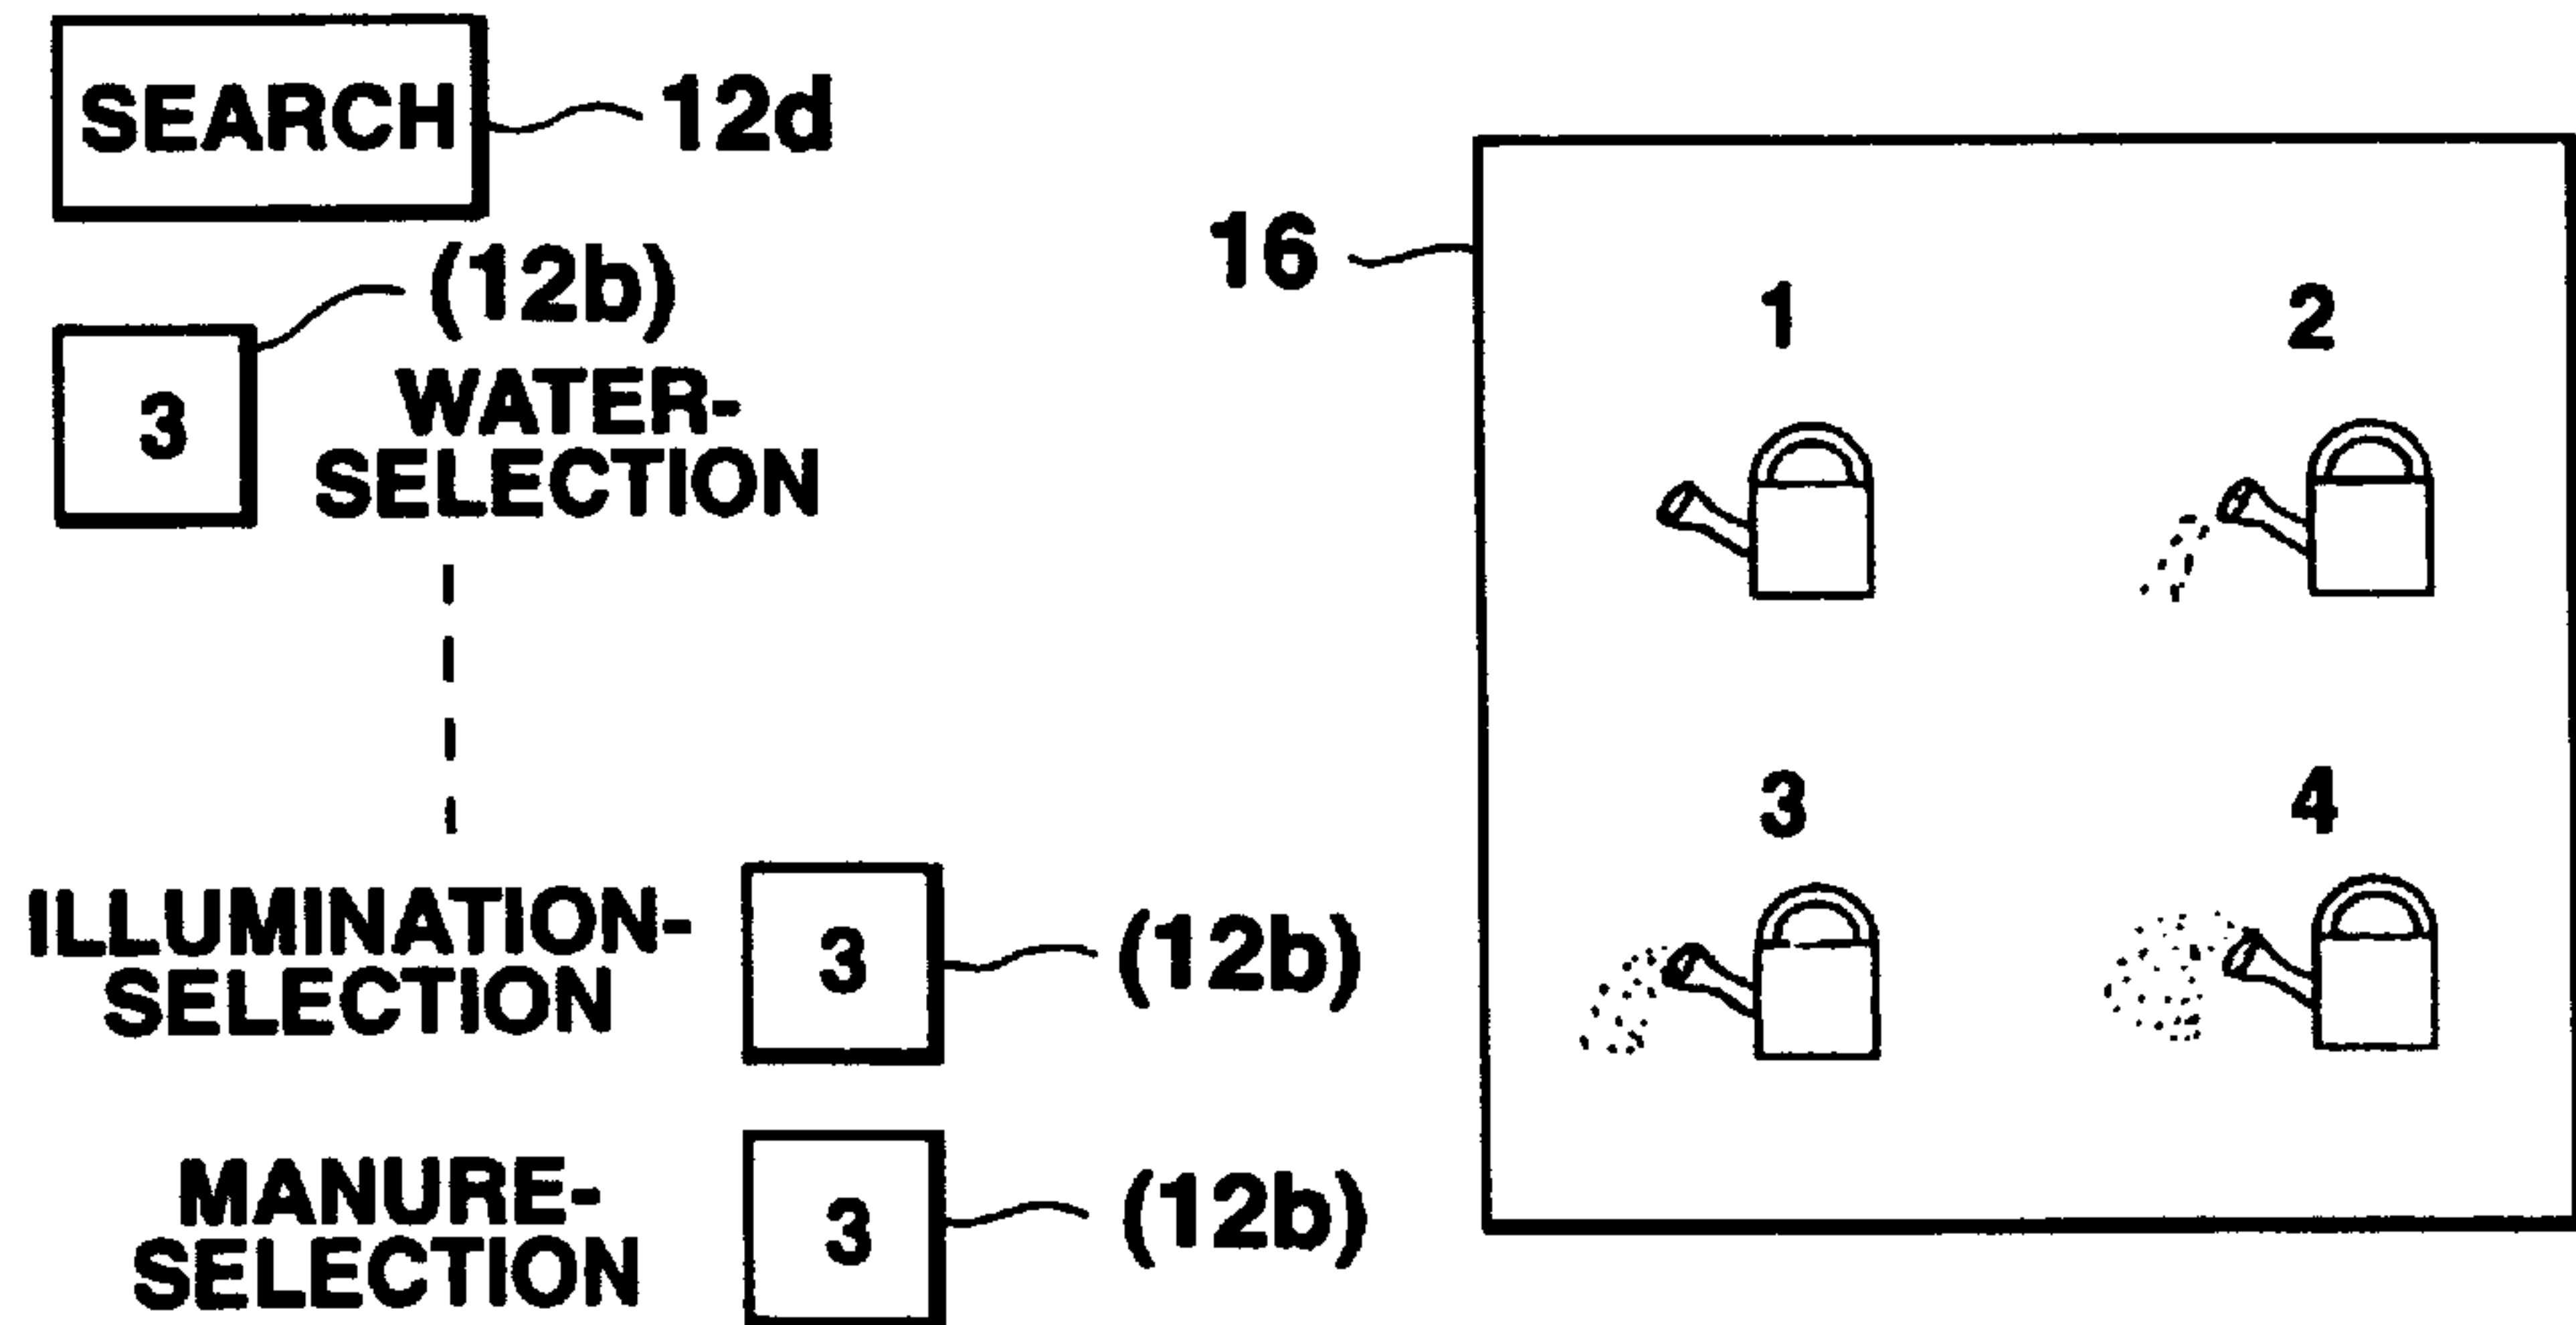 SEARCH 12d
(12b)
3 WATER-
SELECTION
ILLUMINATION-
SELECTION 3 (12b)
MANURE-
SELECTION 3 (12b)
16
1 2
3 4